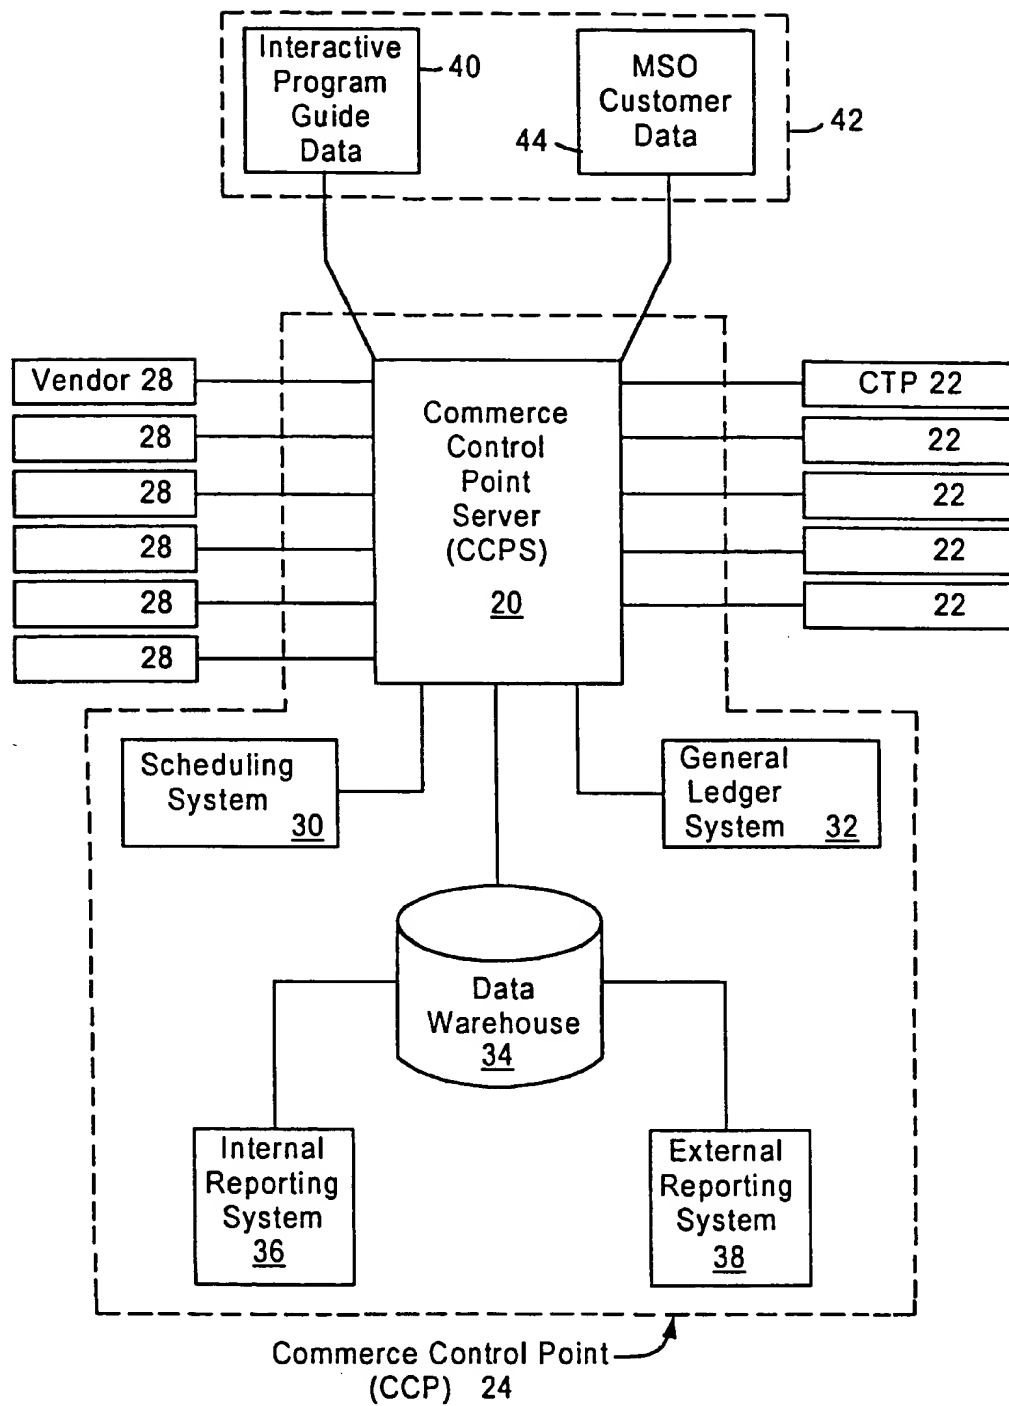 Interactive
Program
Guide
Data
40
MSO
Customer
Data
44
42
Vendor 28
28
28
28
28
28
Commerce
Control
Point
Server
(CCPS)
20
CTP 22
22
22
22
22
Scheduling
System
30
General
Ledger
System 32
Data
Warehouse
34
Internal
Reporting
System
36
External
Reporting
System
38
Commerce Control Point
(CCP) 24